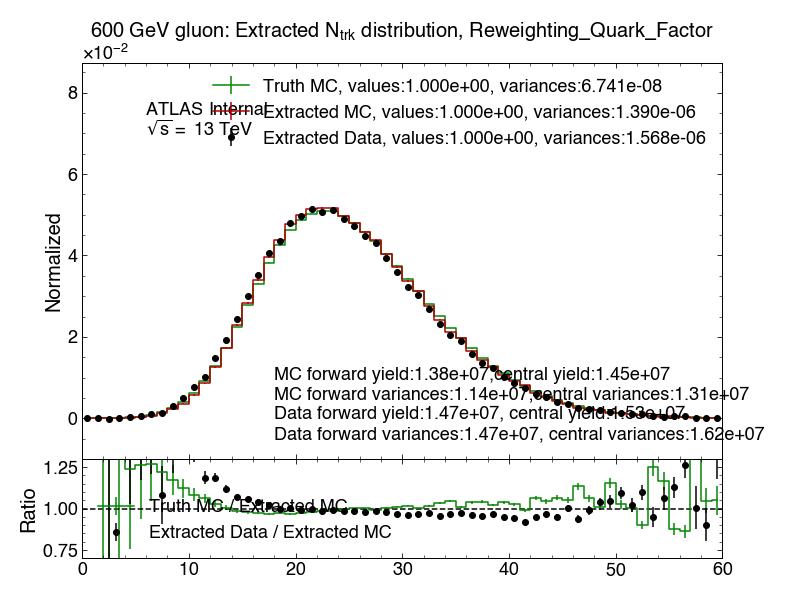 600 GeV gluon: Extracted Ntrk distribution, Reweighting_Quark_Factor
×10−2
Truth MC, values:1.000e+00, variances:6.741e-08
ATLAS Internal
Extracted MC, values:1.000e+00, variances:1.390e-06
√s = 13 TeV
Extracted Data, values:1.000e+00, variances:1.568e-06
8
6
4
2
0
Normalized
MC forward yield:1.38e+07,central yield:1.45e+07
MC forward variances:1.14e+07,central variances:1.31e+07
Data forward yield:1.47e+07, central yield:1.53e+07
Data forward variances:1.47e+07, central variances:1.62e+07
1.25
1.00
0.75
Ratio
Truth MC / Extracted MC
Extracted Data / Extracted MC
0 10 20 30 40 50 60